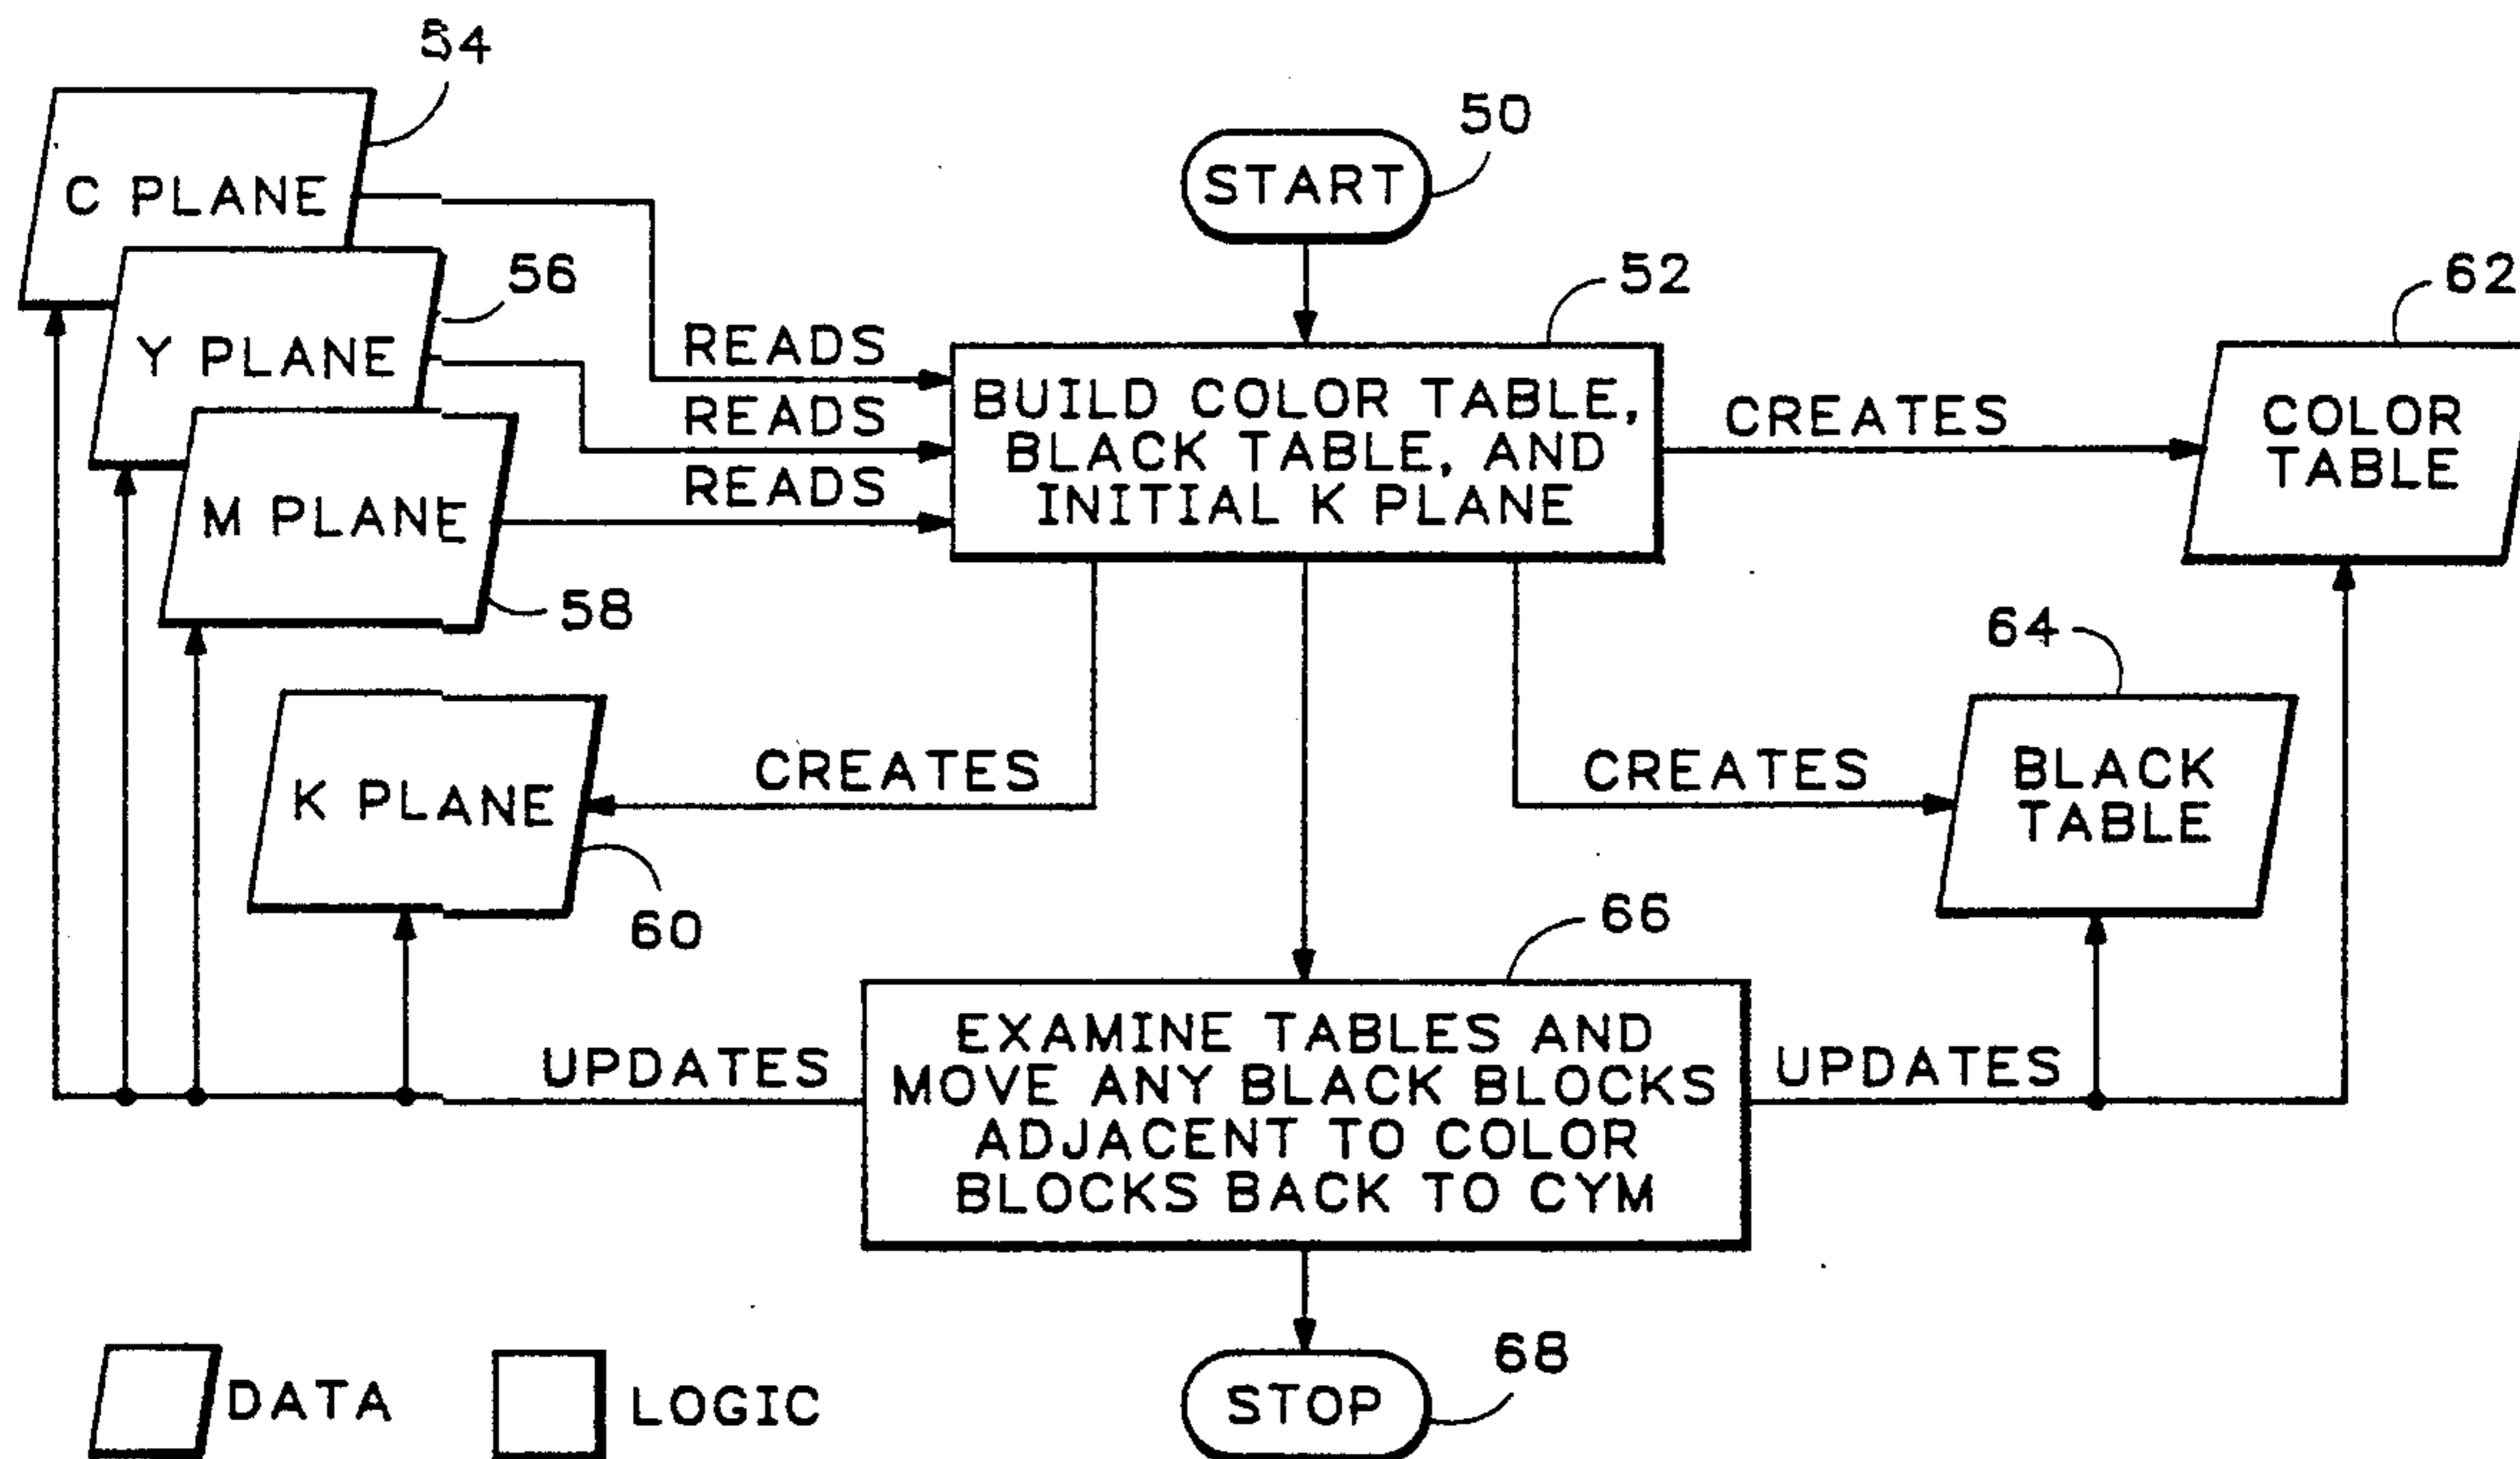 54
50
START
C PLANE
56
52
62
Y PLANE
READS
READS
READS
BUILD COLOR TABLE,
BLACK TABLE, AND
INITIAL K PLANE
CREATES
COLOR
TABLE
M PLANE
58
64
K PLANE
CREATES
CREATES
BLACK
TABLE
60
66
UPDATES
EXAMINE TABLES AND
MOVE ANY BLACK BLOCKS
ADJACENT TO COLOR
BLOCKS BACK TO CYM
UPDATES
68
DATA
LOGIC
STOP